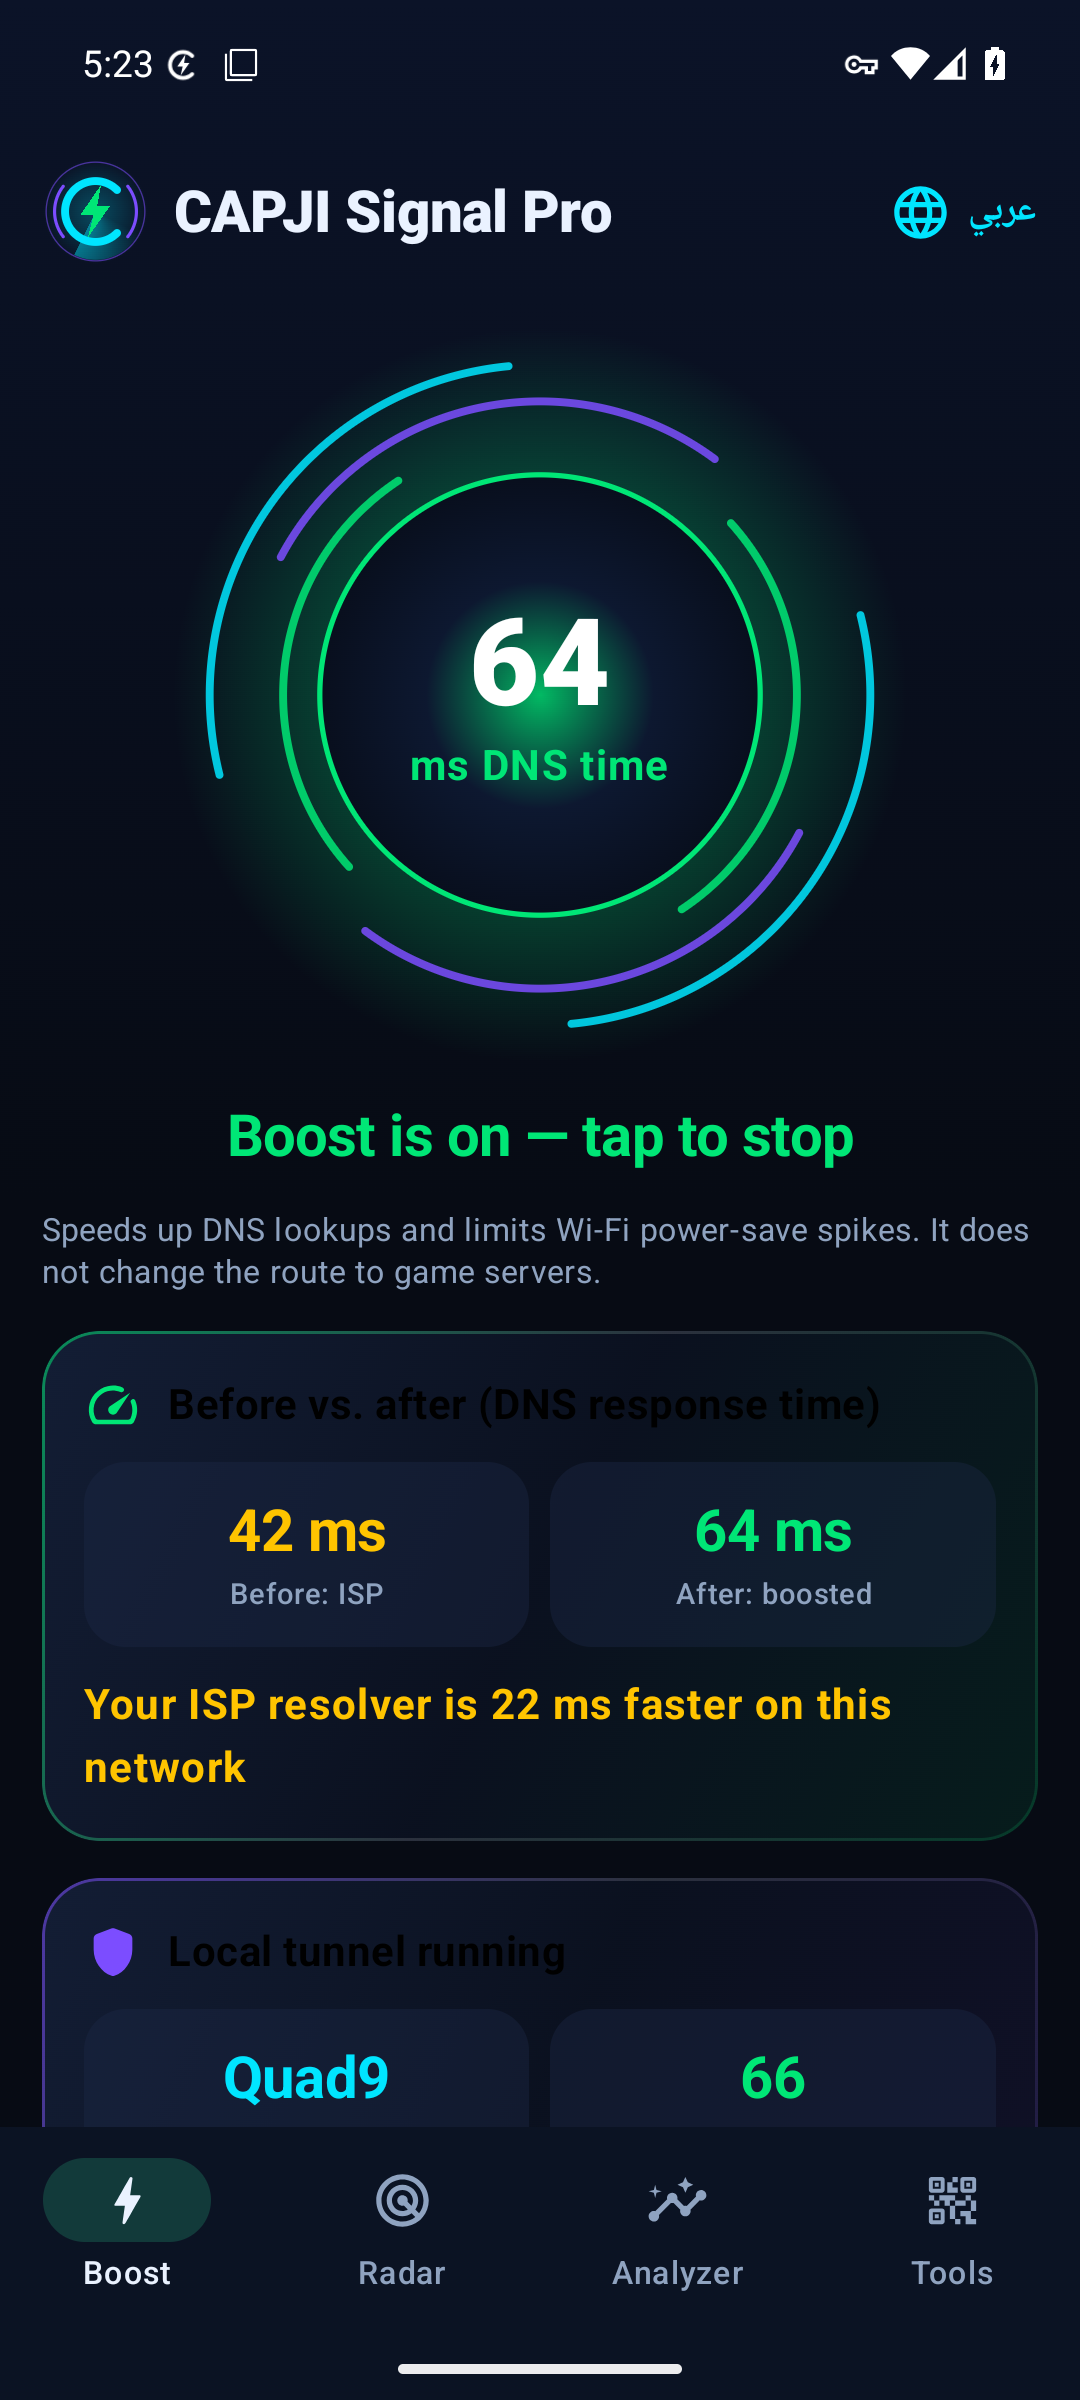 5:23
CAPJI Signal Pro
عربي
64
ms DNS time
Boost is on — tap to stop
Speeds up DNS lookups and limits Wi-Fi power-save spikes. It does
not change the route to game servers.
Before vs. after (DNS response time)
42 ms
Before: ISP
64 ms
After: boosted
Your ISP resolver is 22 ms faster on this
network
Local tunnel running
Quad9
66
Boost
Radar
Analyzer
Tools